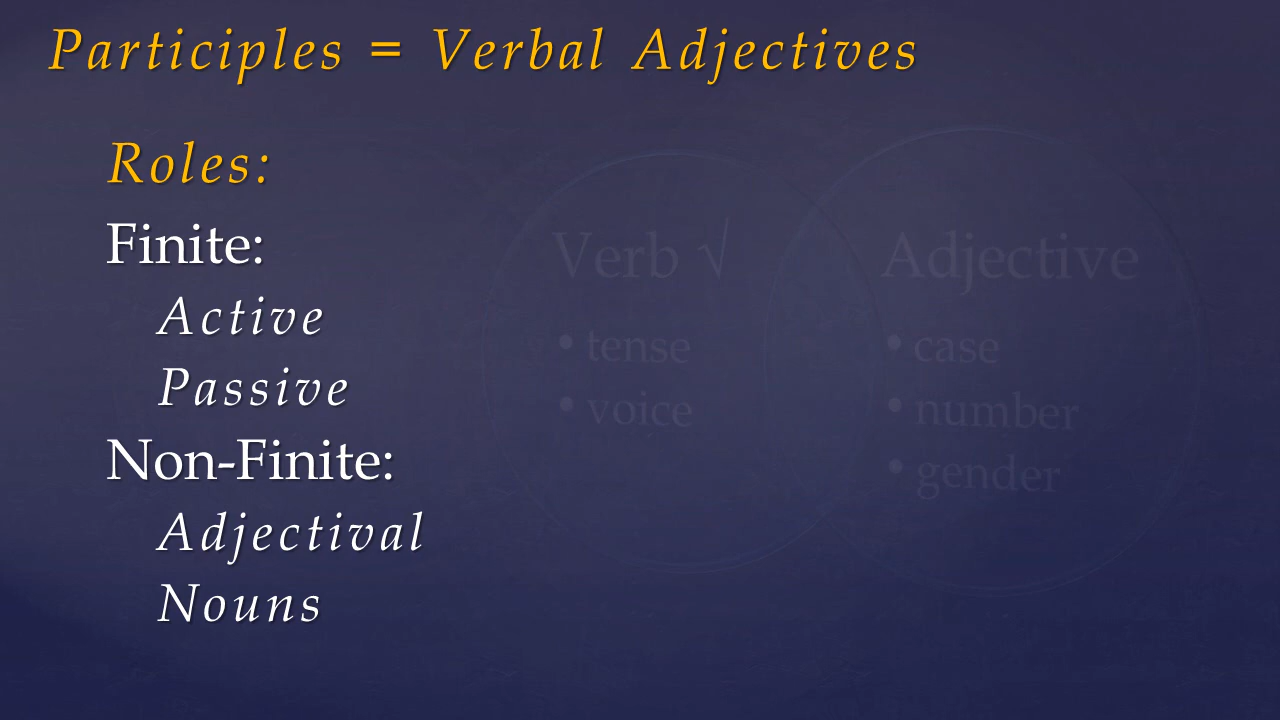 Participles = Verbal Adjectives
Roles:
Finite:
Active
Passive
Non-Finite:
Adjectival
Nouns
Verb √
• tense
• voice
Adjective
• case
• number
• gender